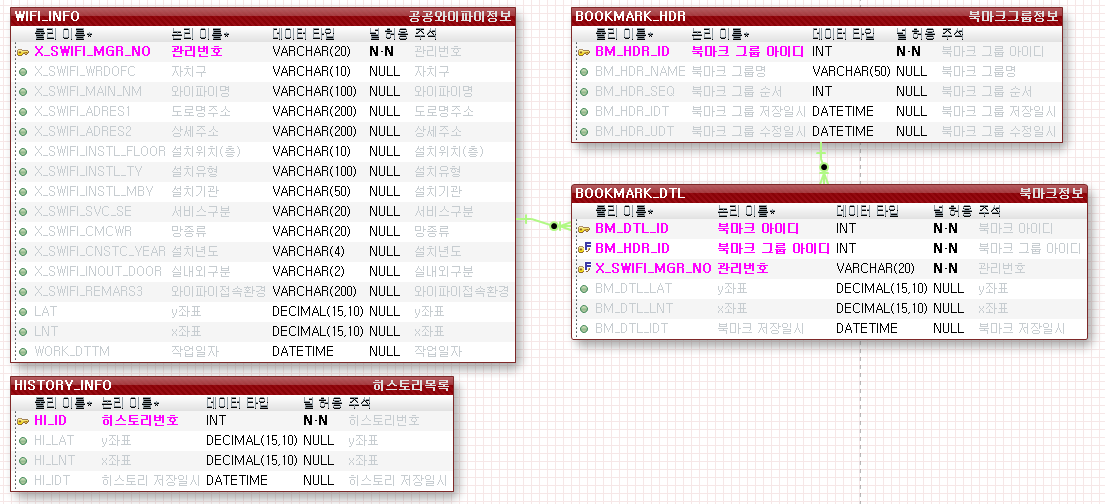 WIFI_INFO 공공와이파이정보
물리 이름* 논리 이름* 데이터 타입 널 허용 주석
X_SWIFI_MGR_NO 관리번호 VARCHAR(20) N-N 관리번호
X_SWIFI_WRDOFC 자치구 VARCHAR(10) NULL 자치구
X_SWIFI_MAIN_NM 와이파이명 VARCHAR(100) NULL 와이파이명
X_SWIFI_ADRES1 도로명주소 VARCHAR(200) NULL 도로명주소
X_SWIFI_ADRES2 상세주소 VARCHAR(200) NULL 상세주소
X_SWIFI_INSTL_FLOOR 설치위치(층) VARCHAR(10) NULL 설치위치(층)
X_SWIFI_INSTL_TY 설치유형 VARCHAR(100) NULL 설치유형
X_SWIFI_INSTL_MBY 설치기관 VARCHAR(50) NULL 설치기관
X_SWIFI_SVC_SE 서비스구분 VARCHAR(20) NULL 서비스구분
X_SWIFI_CMCWR 망종류 VARCHAR(20) NULL 망종류
X_SWIFI_CNSTC_YEAR 설치년도 VARCHAR(4) NULL 설치년도
X_SWIFI_INOUT_DOOR 실내외구분 VARCHAR(2) NULL 실내외구분
X_SWIFI_REMARS3 와이파이접속환경 VARCHAR(200) NULL 와이파이접속환경
LAT y좌표 DECIMAL(15,10) NULL y좌표
LNT x좌표 DECIMAL(15,10) NULL x좌표
WORK_DTTM 작업일자 DATETIME NULL 작업일자
BOOKMARK_HDR 북마크그룹정보
물리 이름* 논리 이름* 데이터 타입 널 허용 주석
BM_HDR_ID 북마크 그룹 아이디 INT N-N 북마크 그룹 아이디
BM_HDR_NAME 북마크 그룹명 VARCHAR(50) NULL 북마크 그룹명
BM_HDR_SEQ 북마크 그룹 순서 INT NULL 북마크 그룹 순서
BM_HDR_IDT 북마크 그룹 저장일시 DATETIME NULL 북마크 그룹 저장일시
BM_HDR_UDT 북마크 그룹 수정일시 DATETIME NULL 북마크 그룹 수정일시
BOOKMARK_DTL 북마크정보
물리 이름* 논리 이름* 데이터 타입 널 허용 주석
BM_DTL_ID 북마크 아이디 INT N-N 북마크 아이디
BM_HDR_ID 북마크 그룹 아이디 INT N-N 북마크 그룹 아이디
X_SWIFI_MGR_NO 관리번호 VARCHAR(20) N-N 관리번호
BM_DTL_LAT y좌표 DECIMAL(15,10) NULL y좌표
BM_DTL_LNT x좌표 DECIMAL(15,10) NULL x좌표
BM_DTL_IDT 북마크 저장일시 DATETIME NULL 북마크 저장일시
HISTORY_INFO 히스토리목록
물리 이름* 논리 이름* 데이터 타입 널 허용 주석
HI_ID 히스토리번호 INT N-N 히스토리번호
HI_LAT y좌표 DECIMAL(15,10) NULL y좌표
HI_LNT x좌표 DECIMAL(15,10) NULL x좌표
HI_IDT 히스토리 저장일시 DATETIME NULL 히스토리 저장일시